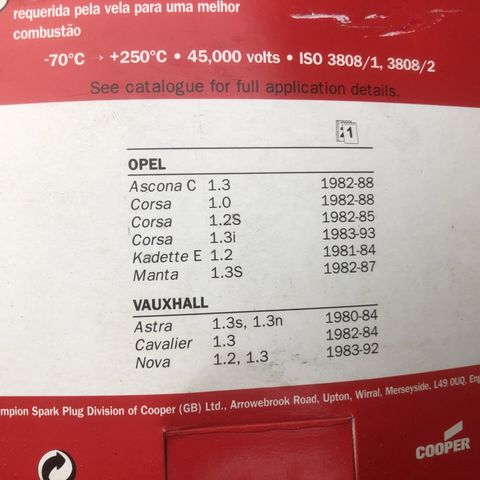 requerida pela vela para uma melhor
combustão
-70°C → +250°C • 45,000 volts • ISO 3808/1, 3808/2
See catalogue for full application details.
1
OPEL
Ascona C 1.3 1982-88
Corsa 1.0 1982-88
Corsa 1.2S 1982-85
Corsa 1.3i 1983-93
Kadette E 1.2 1981-84
Manta 1.3S 1982-87
VAUXHALL
Astra 1.3s, 1.3n 1980-84
Cavalier 1.3 1982-84
Nova 1.2, 1.3 1983-92
mpion Spark Plug Division of Cooper (GB) Ltd., Arrowebrook Road, Upton, Wirral, Merseyside, L49 0UQ. Eng
COOPER